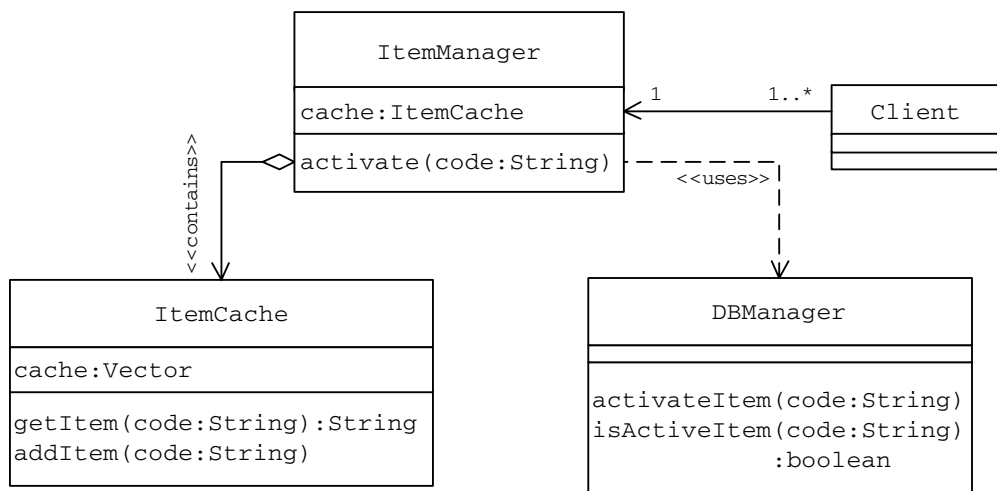 ItemManager
cache:ItemCache
activate(code:String)
1
1..*
Client
<<contains>>
<<uses>>
ItemCache
cache:Vector
getItem(code:String):String
addItem(code:String)
DBManager
activateItem(code:String)
isActiveItem(code:String)
:boolean